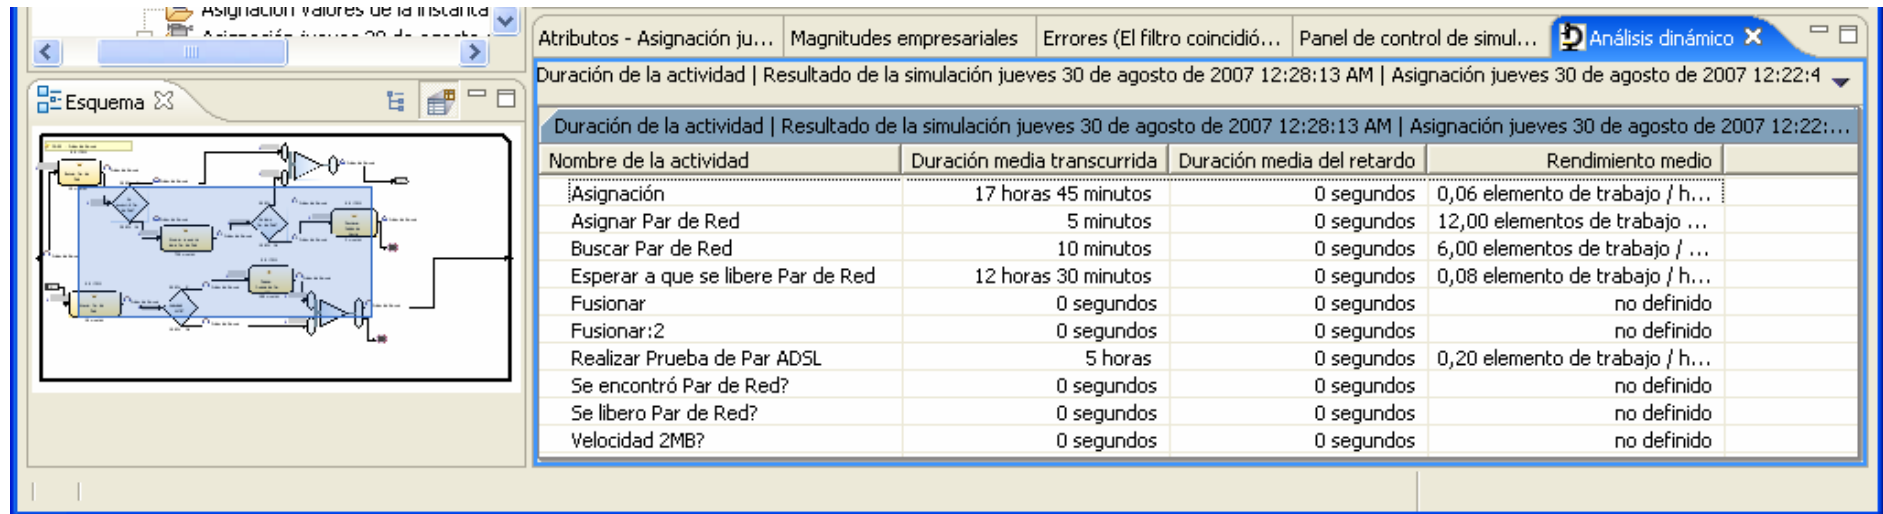 Asignación valores de la instanta
Atributos - Asignación ju...
Magnitudes empresariales
Errores (El filtro coincidió...
Panel de control de simul...
Análisis dinámico
Duración de la actividad | Resultado de la simulación jueves 30 de agosto de 2007 12:28:13 AM | Asignación jueves 30 de agosto de 2007 12:22:4
Esquema
Duración de la actividad | Resultado de la simulación jueves 30 de agosto de 2007 12:28:13 AM | Asignación jueves 30 de agosto de 2007 12:22:...
Nombre de la actividad Duración media transcurrida Duración media del retardo Rendimiento medio
Asignación 17 horas 45 minutos 0 segundos 0,06 elemento de trabajo / h...
Asignar Par de Red 5 minutos 0 segundos 12,00 elementos de trabajo ...
Buscar Par de Red 10 minutos 0 segundos 6,00 elementos de trabajo / ...
Esperar a que se libere Par de Red 12 horas 30 minutos 0 segundos 0,08 elemento de trabajo / h...
Fusionar 0 segundos 0 segundos no definido
Fusionar:2 0 segundos 0 segundos no definido
Realizar Prueba de Par ADSL 5 horas 0 segundos 0,20 elemento de trabajo / h...
Se encontró Par de Red? 0 segundos 0 segundos no definido
Se libero Par de Red? 0 segundos 0 segundos no definido
Velocidad 2MB? 0 segundos 0 segundos no definido